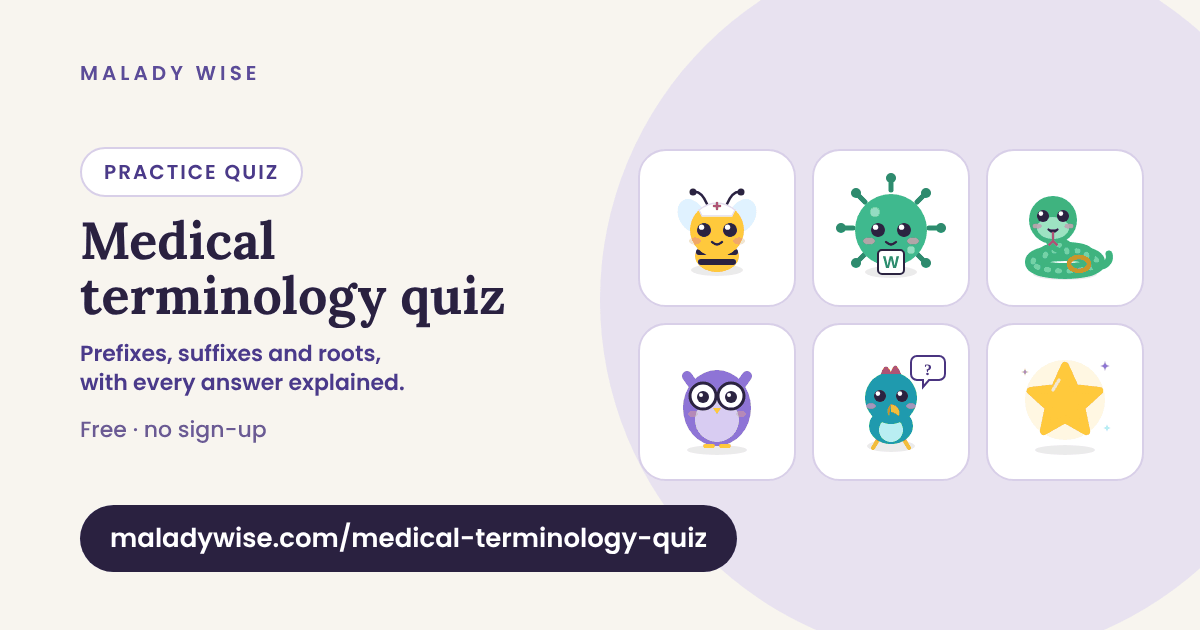 MALADY WISE
PRACTICE QUIZ
Medical
terminology quiz
Prefixes, suffixes and roots,
with every answer explained.
Free · no sign-up
W
?
maladywise.com/medical-terminology-quiz